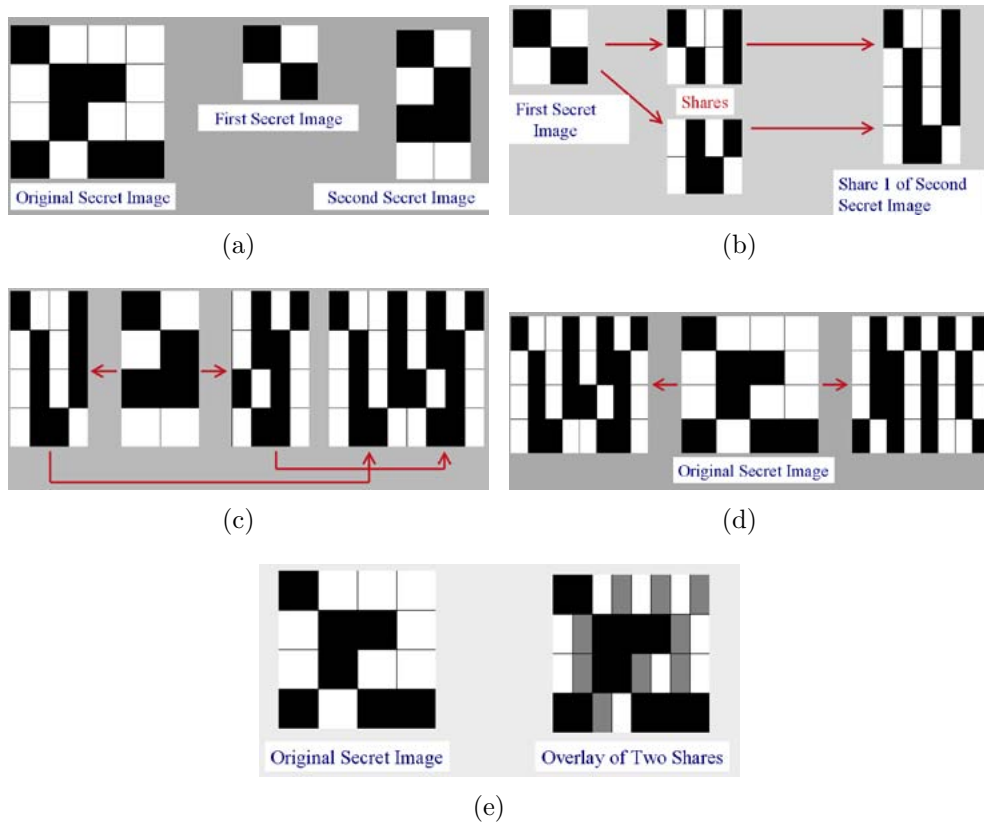 Original Secret Image
First Secret Image
Second Secret Image
(a)
First Secret
Image
Shares
Share 1 of Second
Secret Image
(b)
(c)
Original Secret Image
(d)
Original Secret Image
Overlay of Two Shares
(e)